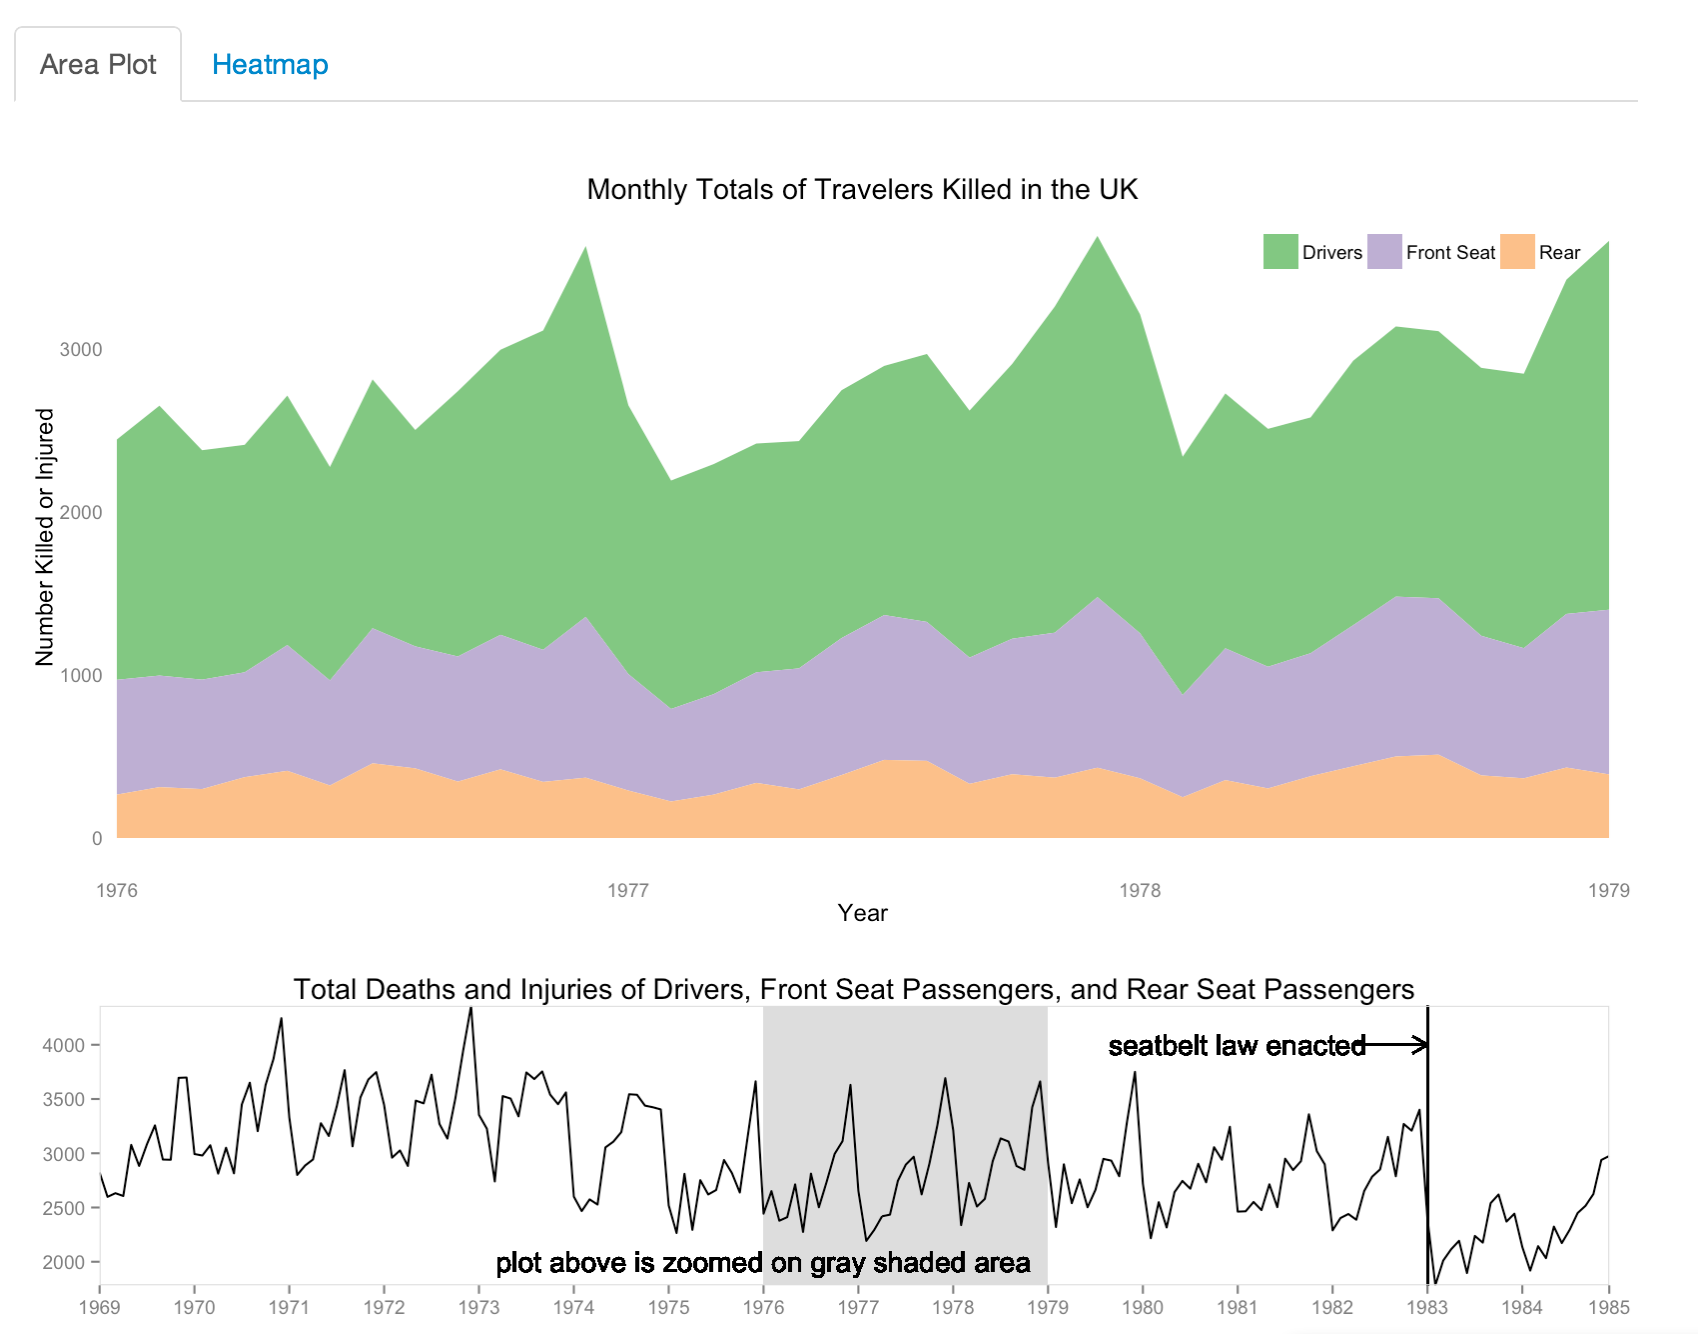 Area Plot Heatmap
Monthly Totals of Travelers Killed in the UK
Drivers Front Seat Rear
3000
2000
1000
0
Number Killed or Injured
1976 1977 1978 1979
Year
Total Deaths and Injuries of Drivers, Front Seat Passengers, and Rear Seat Passengers
4000
3500
3000
2500
2000
seatbelt law enacted
plot above is zoomed on gray shaded area
1969 1970 1971 1972 1973 1974 1975 1976 1977 1978 1979 1980 1981 1982 1983 1984 1985